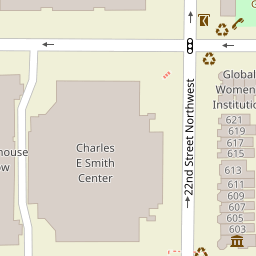 Global
Women's
Institution
621
619
617
615
613
611
609
607
605
603
Charles
E Smith
Center
22nd Street Northwest
house
ow